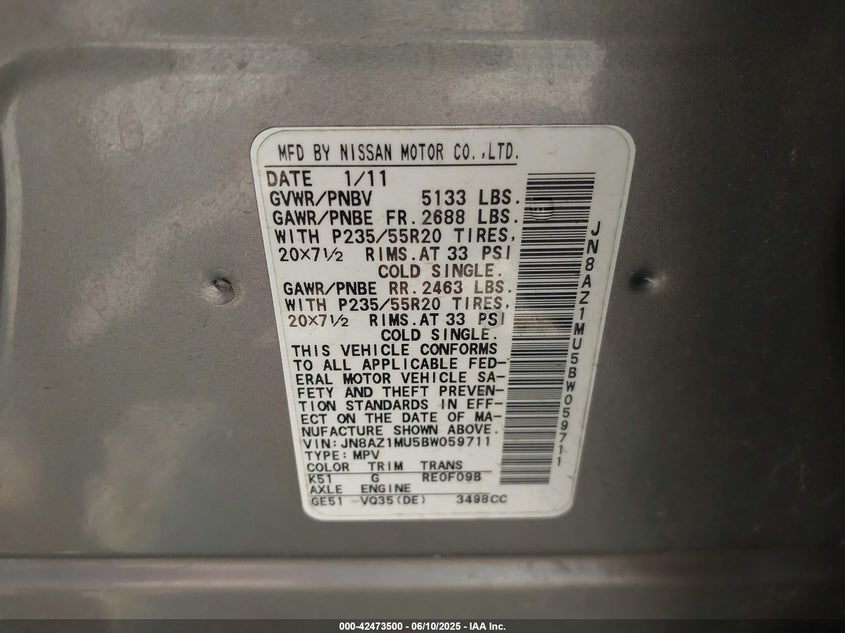 MFD BY NISSAN MOTOR CO.,LTD.
DATE 1/11
GVWR/PNBV 5133 LBS.
GAWR/PNBE FR. 2688 LBS.
WITH P235/55R20 TIRES,
20×7½ RIMS.AT 33 PSI
COLD SINGLE.
GAWR/PNBE RR. 2463 LBS.
WITH P235/55R20 TIRES,
20×7½ RIMS.AT 33 PSI
COLD SINGLE.
THIS VEHICLE CONFORMS
TO ALL APPLICABLE FED-
ERAL MOTOR VEHICLE SA-
FETY AND THEFT PREVEN-
TION STANDARDS IN EFF-
ECT ON THE DATE OF MA-
NUFACTURE SHOWN ABOVE.
VIN:JN8AZ1MU5BW059711
TYPE:MPV
COLOR TRIM TRANS
K51 G RE0F09B
AXLE ENGINE
GE51 VQ35(DE) 3498CC
JN8AZ1MU5BW059711
000-42473500 - 06/10/2025 - IAA Inc.